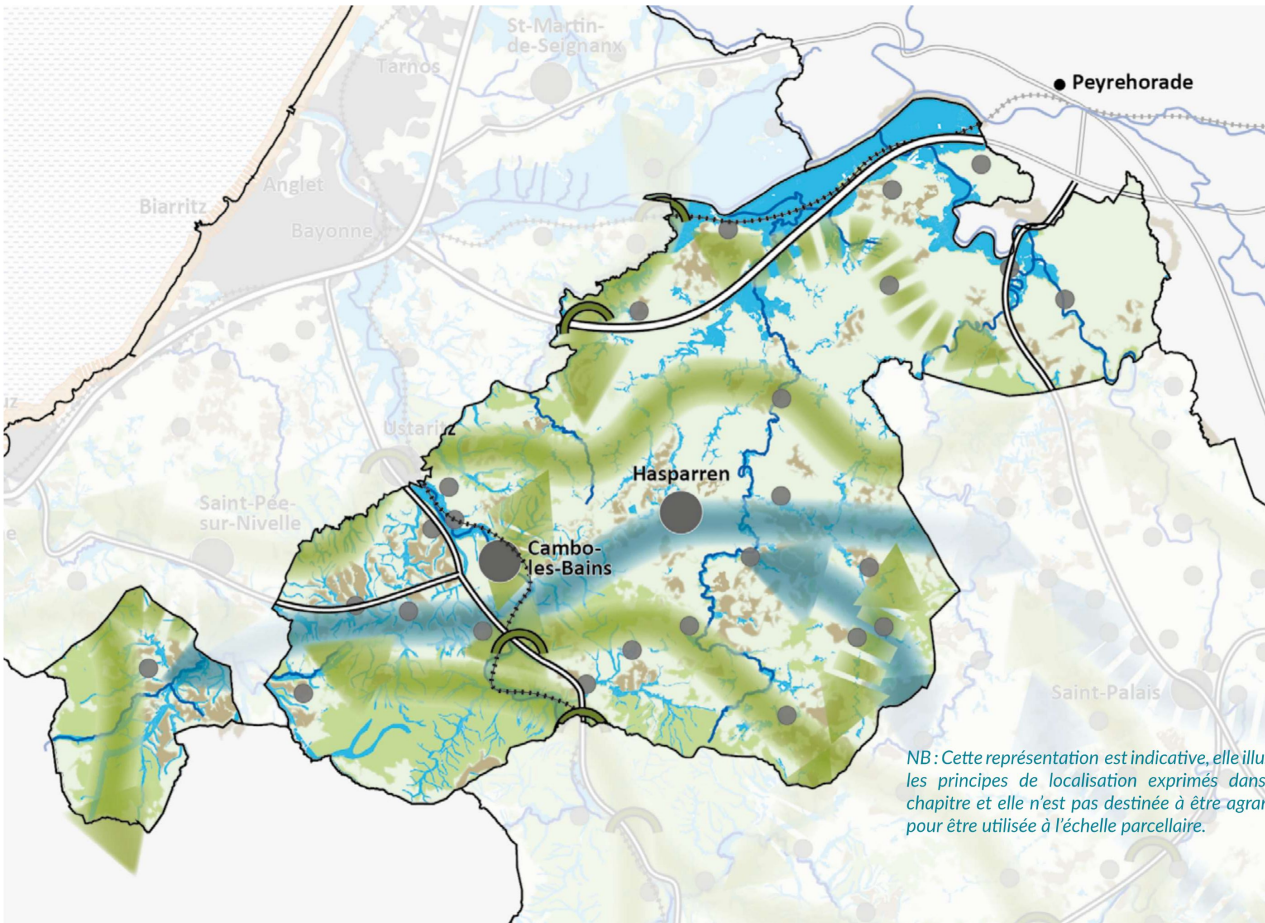 St-Martin-
de-Seignanx
Tarnos
Peyrehorade
Anglet
Biarritz
Bayonne
uz
Ustaritz
Hasparren
Saint-Pée-
sur-Nivelle
e
Cambo-
les-Bains
Saint-Palais
NB : Cette représentation est indicative, elle illu
les principes de localisation exprimés dans
chapitre et elle n'est pas destinée à être agra
pour être utilisée à l'échelle parcellaire.